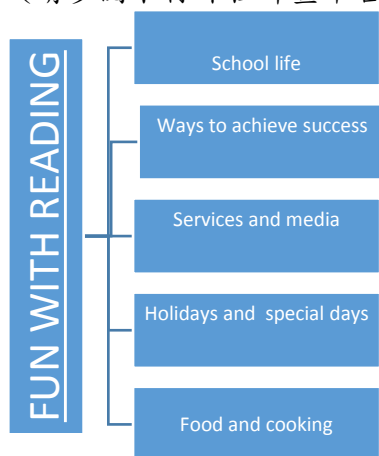 FUN WITH READING
School life
Ways to achieve success
Services and media
Holidays and special days
Food and cooking